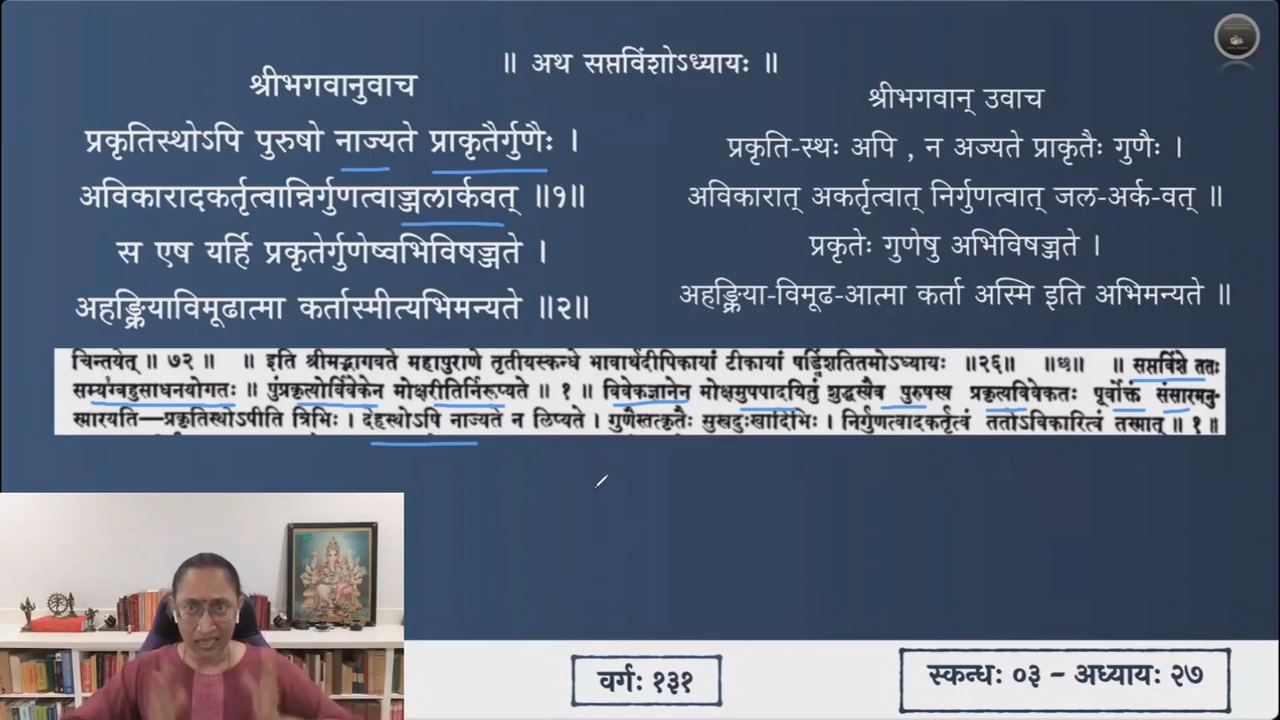 ॥ अथ सप्तविंशोऽध्यायः ॥
श्रीभगवानुवाच
प्रकृतिस्थोऽपि पुरुषो नाज्यते प्राकृतैर्गुणैः ।
अविकारादकर्तृत्वान्निर्गुणत्वाज्जलार्कवत् ॥१॥
स एष यर्हि प्रकृतेर्गुणेष्वभिविषज्जते ।
अहङ्क्रियाविमूढात्मा कर्तास्मीत्यभिमन्यते ॥२॥
श्रीभगवान् उवाच
प्रकृति-स्थः अपि , न अज्यते प्राकृतैः गुणैः ।
अविकारात् अकर्तृत्वात् निर्गुणत्वात् जल-अर्क-वत् ॥
प्रकृतेः गुणेषु अभिविषज्जते ।
अहङ्क्रिया-विमूढ-आत्मा कर्ता अस्मि इति अभिमन्यते ॥
चिन्तयेत् ॥ ७२ ॥ ॥ इति श्रीमद्भागवते महापुराणे तृतीयस्कन्धे भावार्थदीपिकायां टीकायां षड्विंशतितमोऽध्यायः ॥२६॥ ॥छ॥ ॥ सप्तविंशे ततः
सम्यग्बहुसाधनयोगतः ॥ पुंप्रकृत्योर्विवेकेन मोक्षरीतिर्निरूप्यते ॥ १ ॥ विवेकज्ञानेन मोक्षमुपपादयितुं शुद्धस्यैव पुरुषस्य प्रकृत्यविवेकतः पूर्वोक्तं संसारमनु-
स्मारयति—प्रकृतिस्थोऽपीति त्रिभिः । देहस्थोऽपि नाज्यते न लिप्यते । गुणैस्तत्कृतैः सुखदुःखादिभिः । निर्गुणत्वादकर्तृत्वं ततोऽविकारित्वं तस्मात् ॥ १ ॥
वर्गः १३१
स्कन्धः ०३ – अध्यायः २७